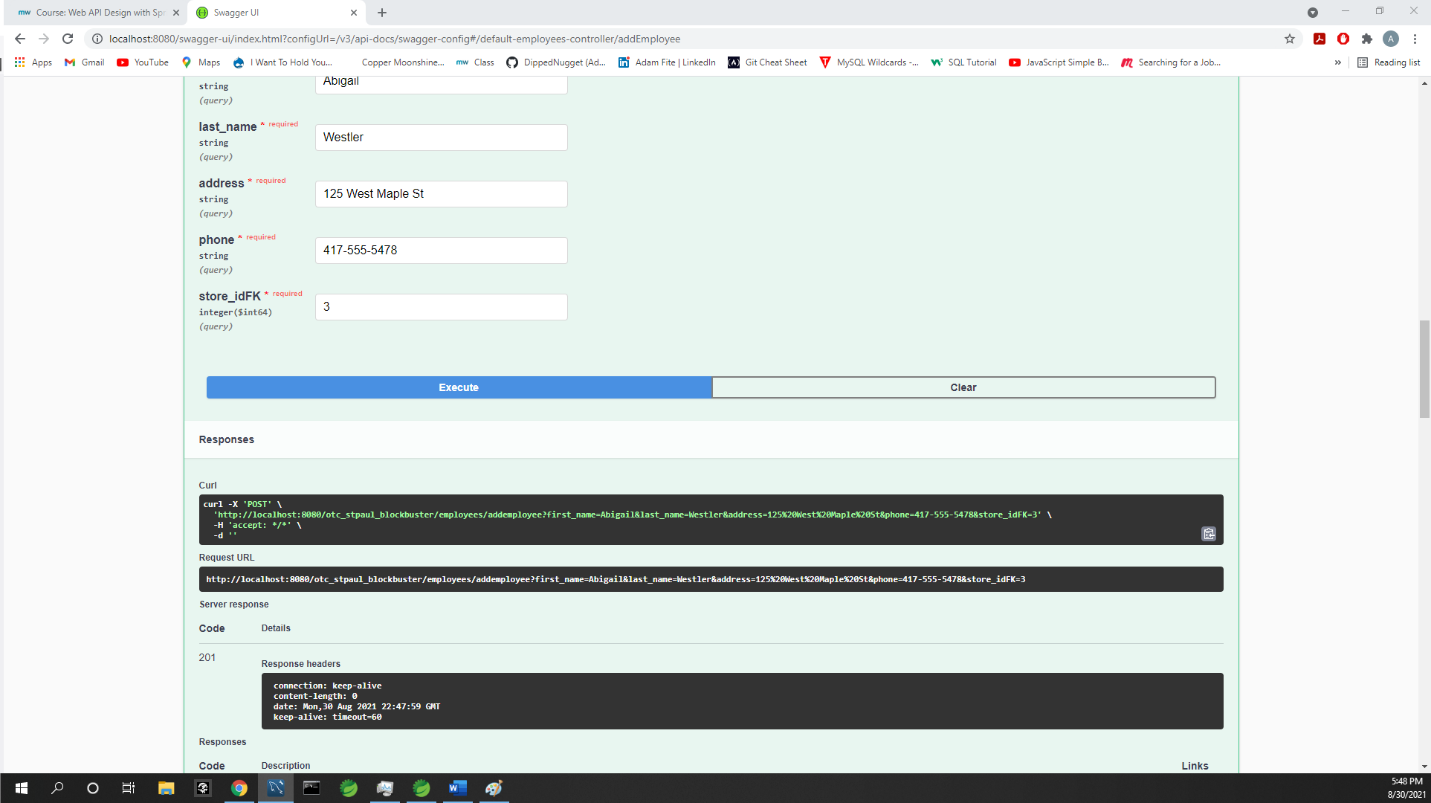 mw Course: Web API Design with Spr
Swagger UI
localhost:8080/swagger-ui/index.html?configUrl=/v3/api-docs/swagger-config#/default-employees-controller/addEmployee
A
Apps Gmail YouTube Maps I Want To Hold You... Copper Moonshine... mw Class DippedNugget (Ad... Adam Fite | LinkedIn Git Cheat Sheet MySQL Wildcards -... SQL Tutorial JavaScript Simple B... Searching for a Job... » Reading list
string
Abigail
(query)
last_name * required
string
(query)
Westler
address * required
string
(query)
125 West Maple St
phone * required
string
(query)
417-555-5478
store_idFK * required
integer($int64)
(query)
3
Execute
Clear
Responses
Curl
curl -X 'POST' \
'http://localhost:8080/otc_stpaul_blockbuster/employees/addemployee?first_name=Abigail&last_name=Westler&address=125%20West%20Maple%20St&phone=417-555-5478&store_idFK=3' \
-H 'accept: */*' \
-d ''
Request URL
http://localhost:8080/otc_stpaul_blockbuster/employees/addemployee?first_name=Abigail&last_name=Westler&address=125%20West%20Maple%20St&phone=417-555-5478&store_idFK=3
Server response
Code Details
201
Response headers
connection: keep-alive
content-length: 0
date: Mon,30 Aug 2021 22:47:59 GMT
keep-alive: timeout=60
Responses
Code Description Links
5:48 PM
8/30/2021